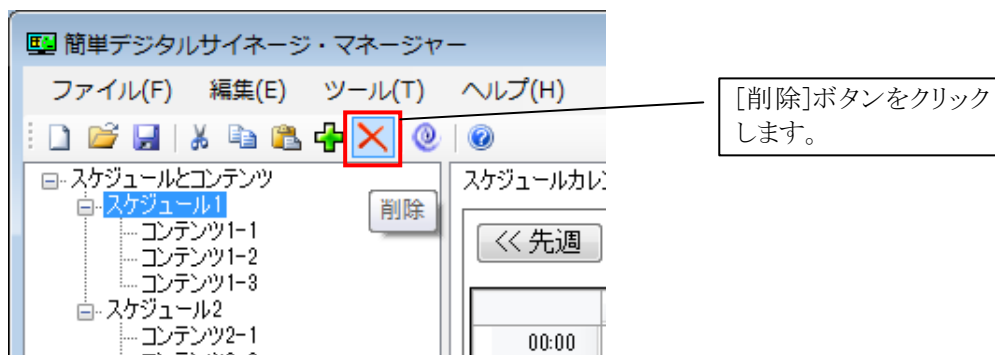 簡単デジタルサイネージ・マネージャー
ファイル(F) 編集(E) ツール(T) ヘルプ(H)
[削除]ボタンをクリック
します。
スケジュールとコンテンツ
スケジュールカレン
スケジュール1
削除
コンテンツ1-1
<< 先週
コンテンツ1-2
コンテンツ1-3
スケジュール2
コンテンツ2-1
00:00